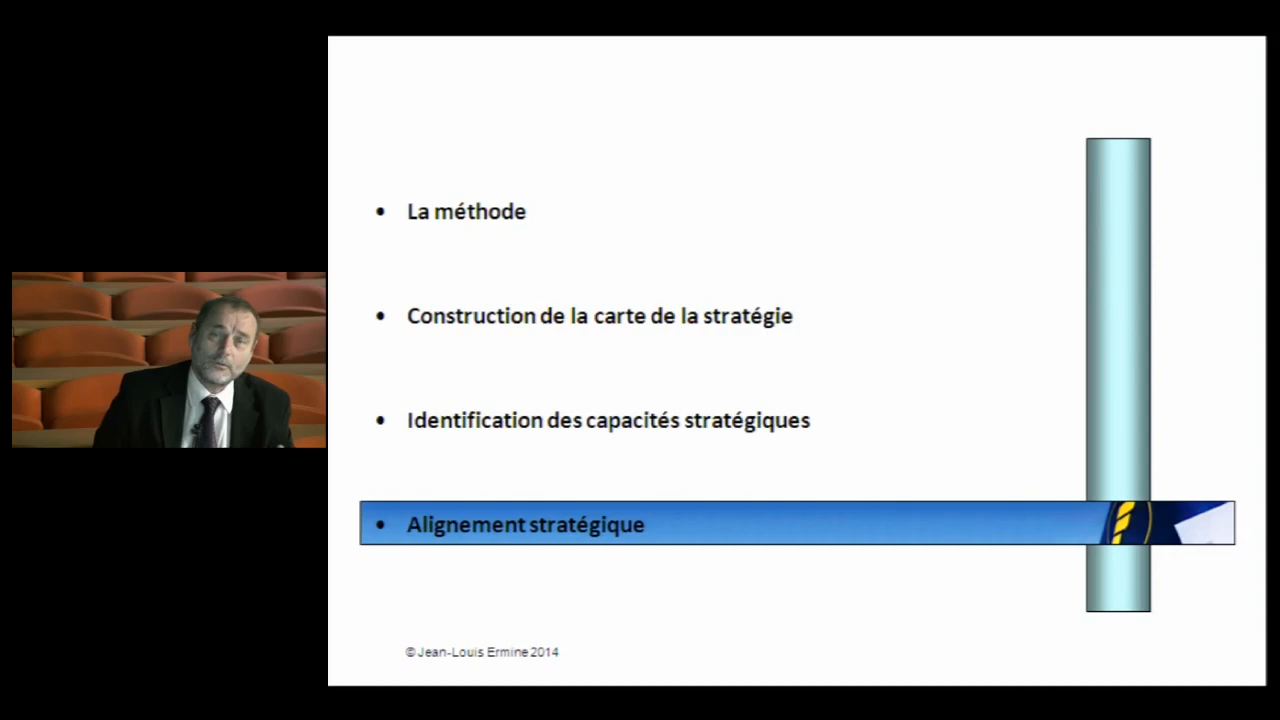 • La méthode
• Construction de la carte de la stratégie
• Identification des capacités stratégiques
• Alignement stratégique
© Jean-Louis Ermine 2014